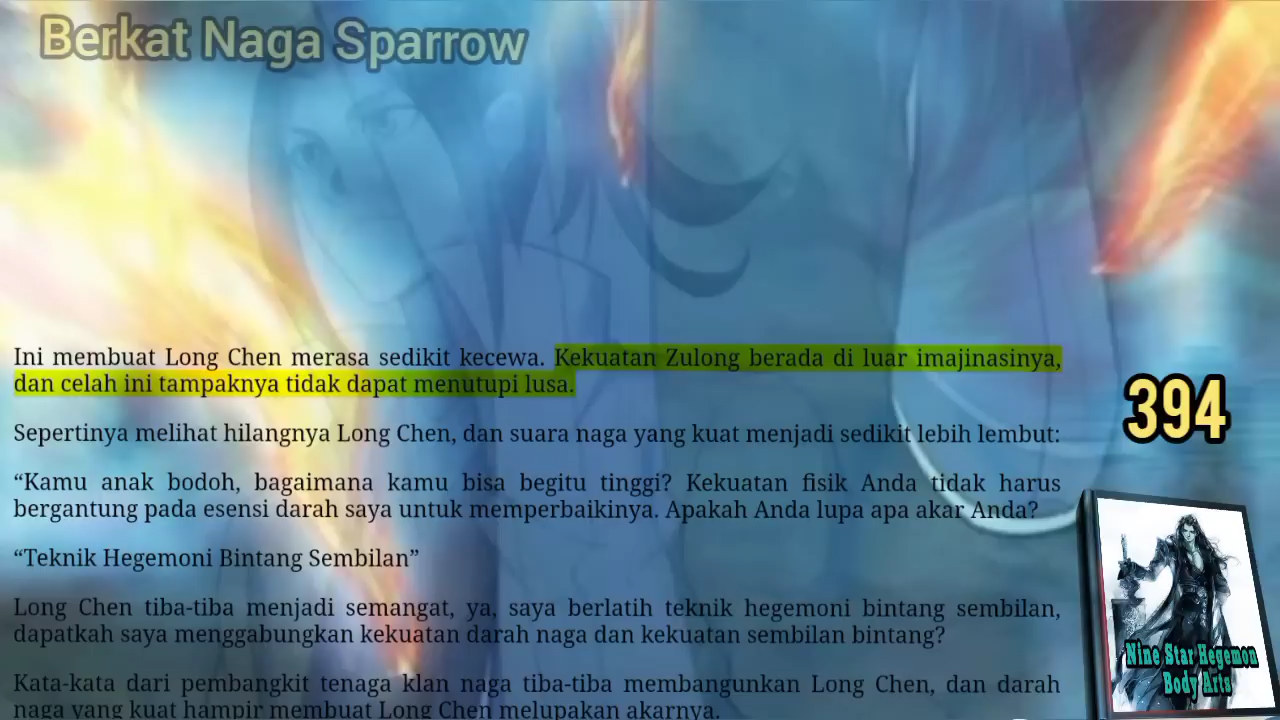 Berkat Naga Sparrow
Ini membuat Long Chen merasa sedikit kecewa. Kekuatan Zulong berada di luar imajinasinya,
dan celah ini tampaknya tidak dapat menutupi lusa.
Sepertinya melihat hilangnya Long Chen, dan suara naga yang kuat menjadi sedikit lebih lembut:
“Kamu anak bodoh, bagaimana kamu bisa begitu tinggi? Kekuatan fisik Anda tidak harus
bergantung pada esensi darah saya untuk memperbaikinya. Apakah Anda lupa apa akar Anda?
“Teknik Hegemoni Bintang Sembilan”
Long Chen tiba-tiba menjadi semangat, ya, saya berlatih teknik hegemoni bintang sembilan,
dapatkah saya menggabungkan kekuatan darah naga dan kekuatan sembilan bintang?
Kata-kata dari pembangkit tenaga klan naga tiba-tiba membangunkan Long Chen, dan darah
naga yang kuat hampir membuat Long Chen melupakan akarnya.
394
Nine Star Hegemon
Body Arts